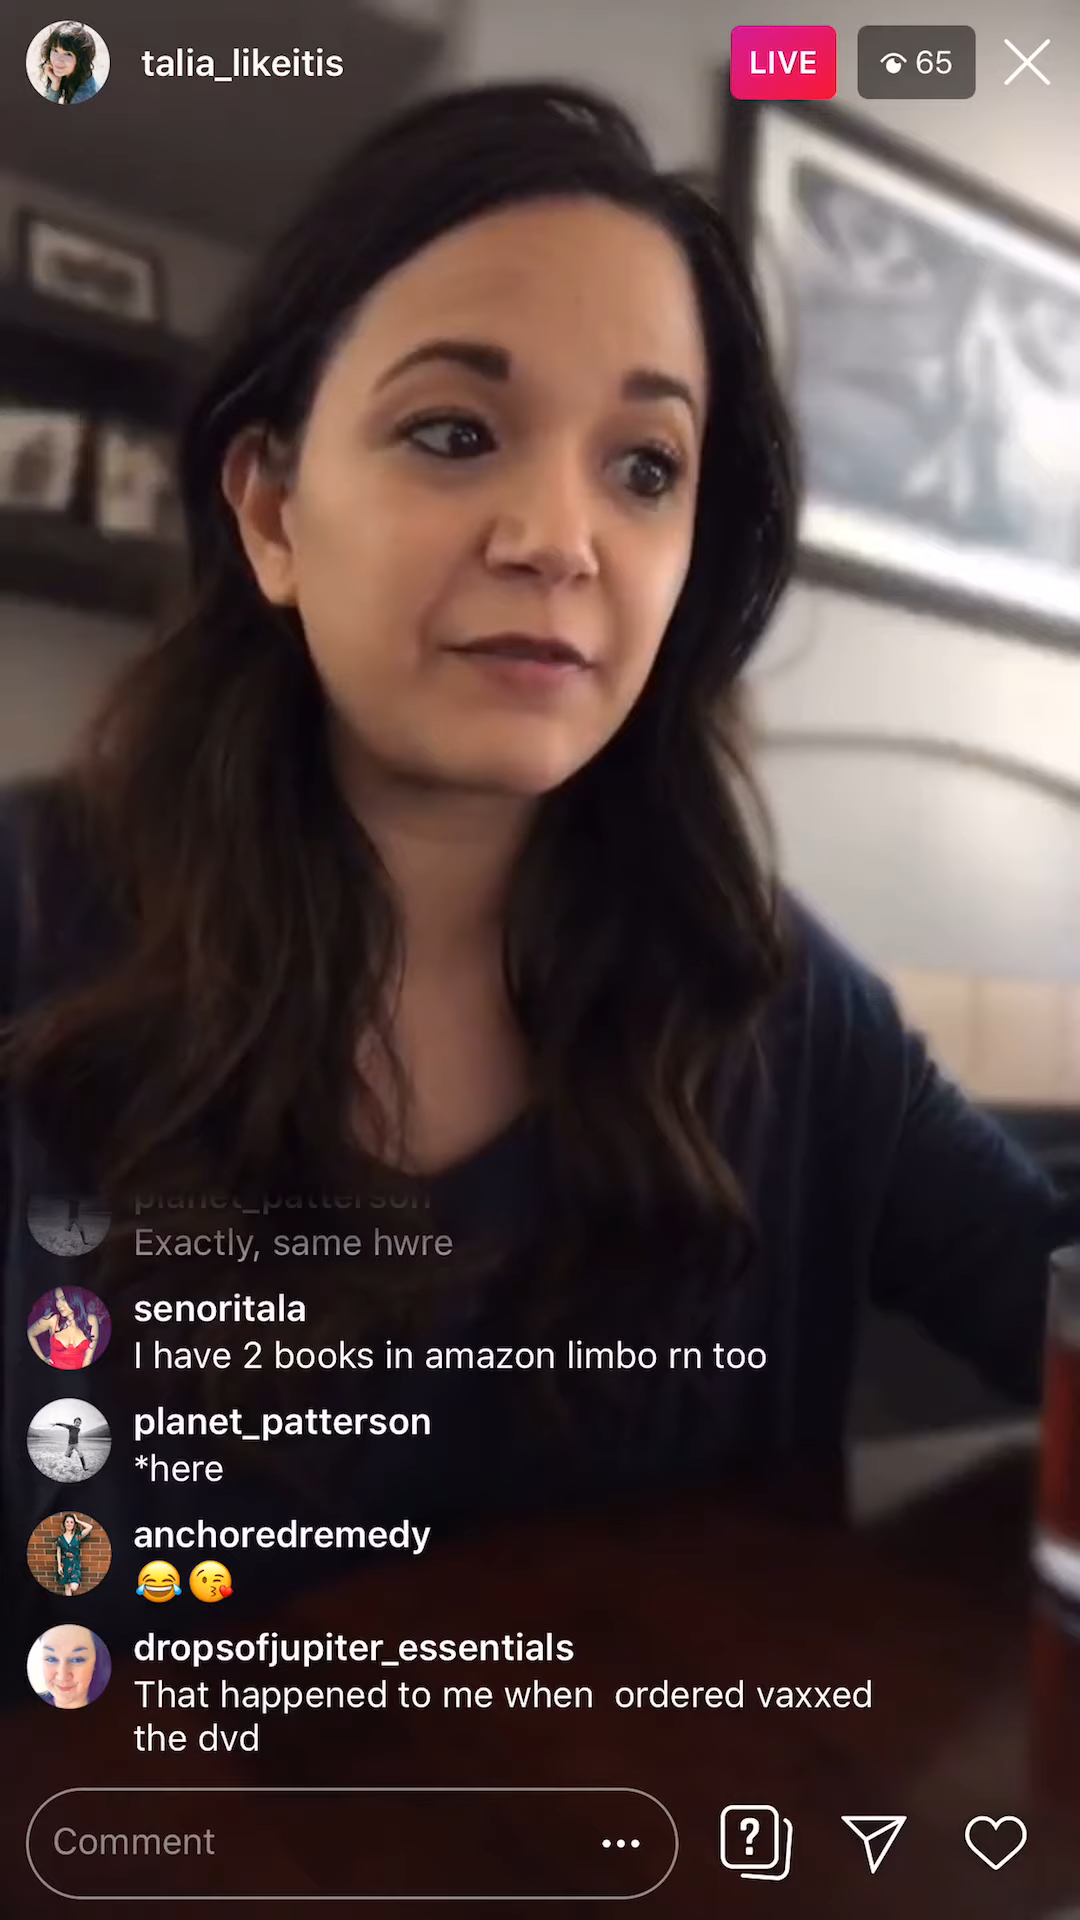 talia_likeitis
LIVE
65
planet_patterson
Exactly, same hwre
senoritala
I have 2 books in amazon limbo rn too
planet_patterson
*here
anchoredremedy
😂😘
dropsofjupiter_essentials
That happened to me when  ordered vaxxed
the dvd
Comment